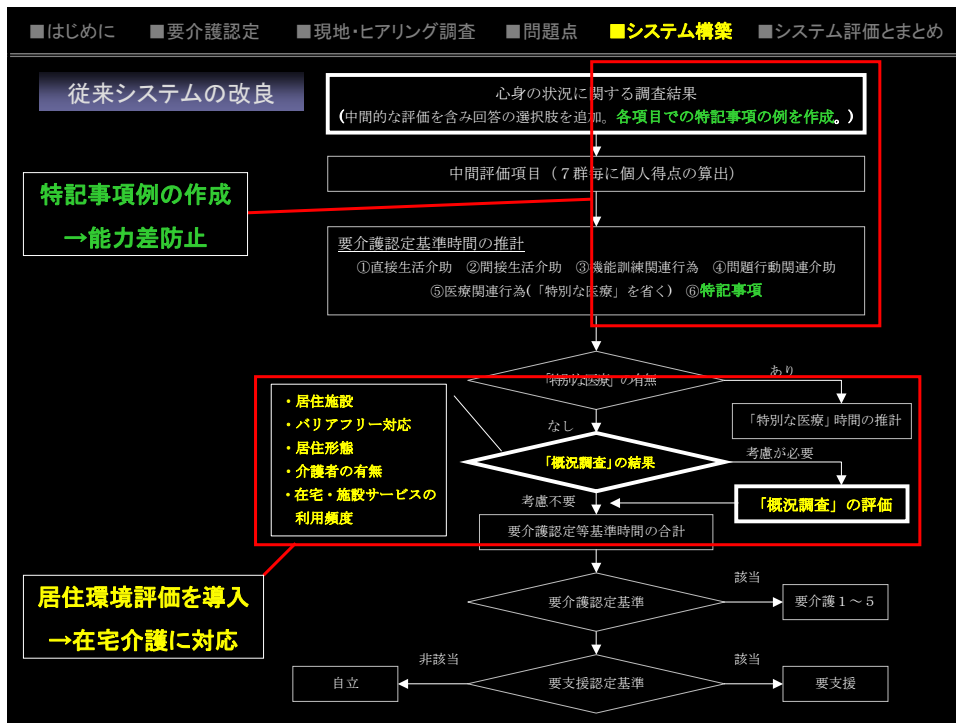 ■はじめに ■要介護認定 ■現地・ヒアリング調査 ■問題点 ■システム構築 ■システム評価とまとめ
従来システムの改良
心身の状況に関する調査結果
(中間的な評価を含み回答の選択肢を追加。各項目での特記事項の例を作成。)
中間評価項目（７群毎に個人得点の算出）
特記事項例の作成
→能力差防止
要介護認定基準時間の推計
①直接生活介助 ②間接生活介助 ③機能訓練関連行為 ④問題行動関連介助
⑤医療関連行為(「特別な医療」を省く) ⑥特記事項
「特別な医療」の有無
あり
「特別な医療」時間の推計
なし
・居住施設
・バリアフリー対応
・居住形態
・介護者の有無
・在宅・施設サービスの
利用頻度
「概況調査」の結果
考慮が必要
「概況調査」の評価
考慮不要
要介護認定等基準時間の合計
居住環境評価を導入
→在宅介護に対応
要介護認定基準
該当
要介護１～５
非該当
要支援認定基準
該当
自立
要支援